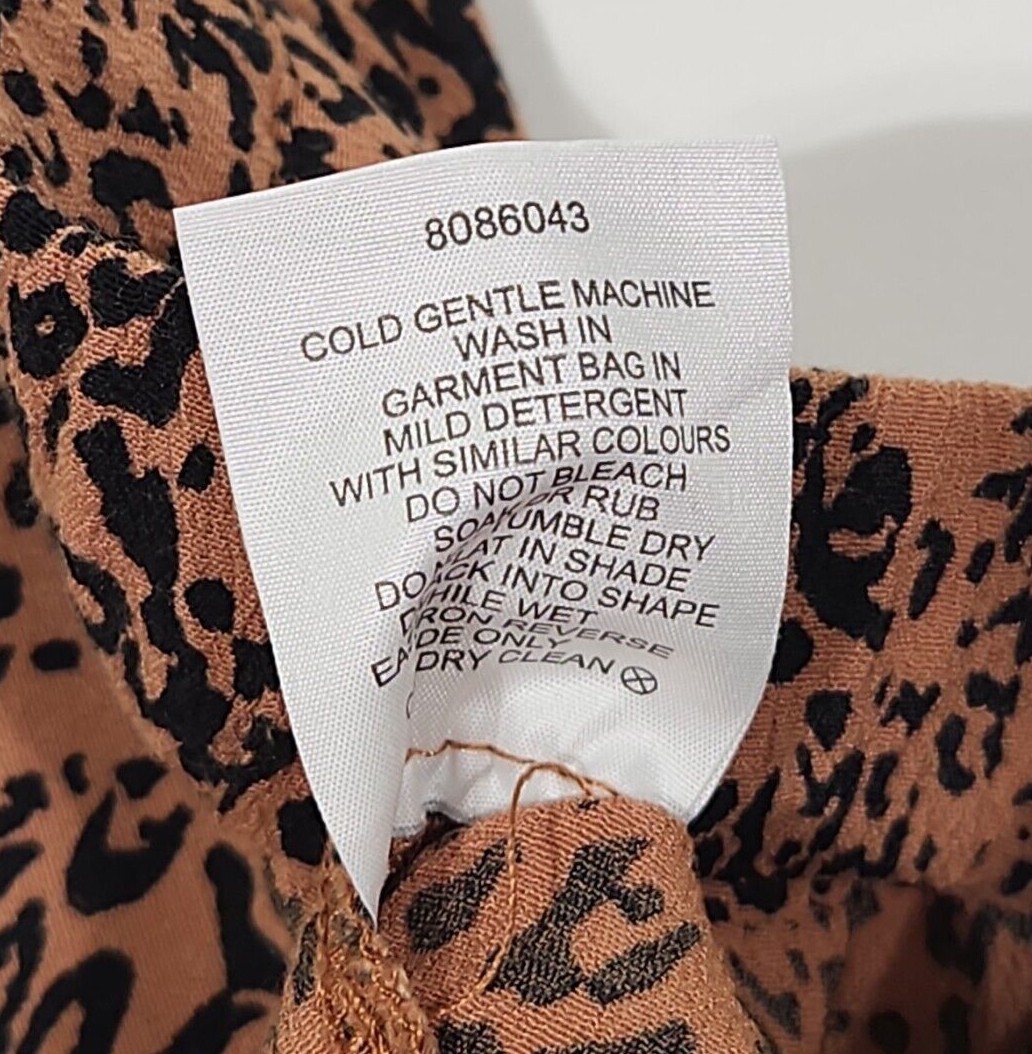 8086043
COLD GENTLE MACHINE
WASH IN
GARMENT BAG IN
MILD DETERGENT
WITH SIMILAR COLOURS
DO NOT BLEACH
RUB
DRY
IN SHADE
DO INTO SHAPE
WET
REVERSE
ONLY
DRY CLEAN